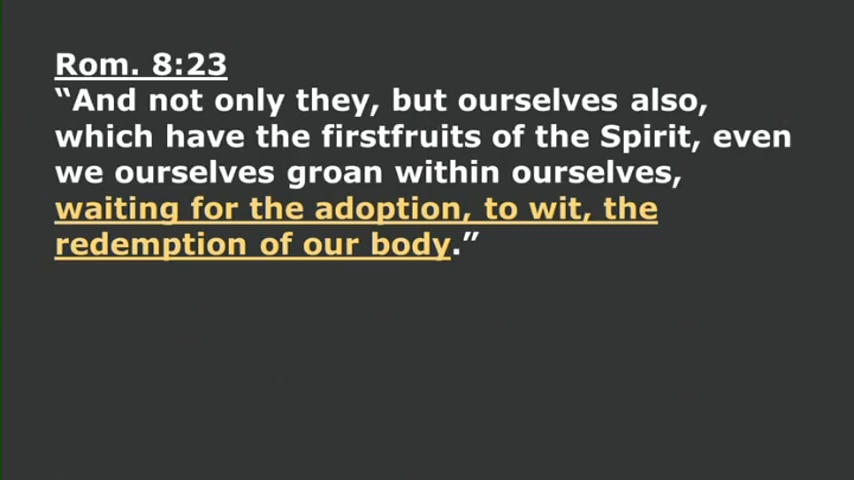 Rom. 8:23
“And not only they, but ourselves also,
which have the firstfruits of the Spirit, even
we ourselves groan within ourselves,
waiting for the adoption, to wit, the
redemption of our body.”